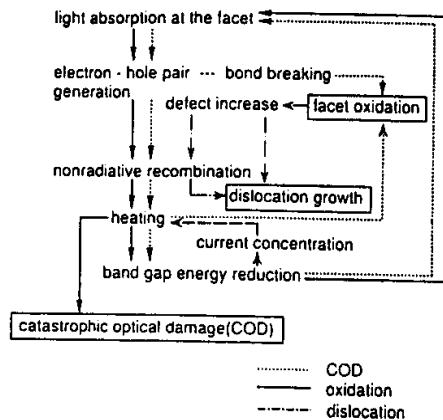 light absorption at the facet
electron - hole pair
generation
bond breaking
defect increase
facet oxidation
nonradiative recombination
dislocation growth
heating
current concentration
band gap energy reduction
catastrophic optical damage(COD)
COD
oxidation
dislocation